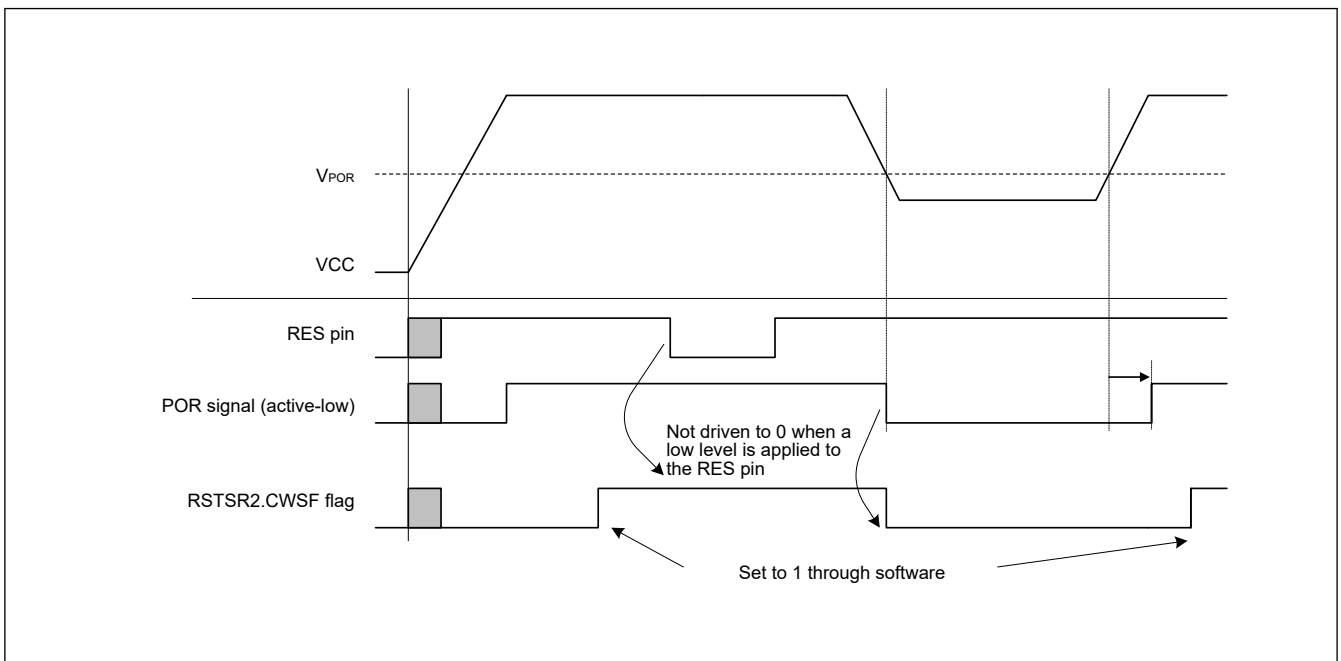 VPOR
VCC
RES pin
POR signal (active-low)
Not driven to 0 when a
low level is applied to
the RES pin
RSTSR2.CWSF flag
Set to 1 through software